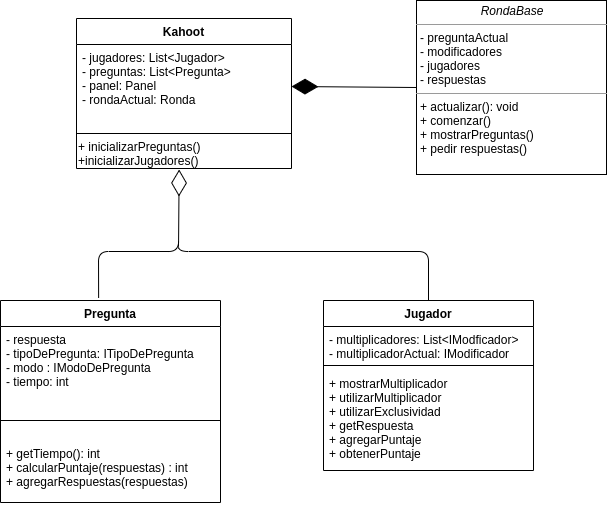 Kahoot
- jugadores: List<Jugador>
- preguntas: List<Pregunta>
- panel: Panel
- rondaActual: Ronda
+ inicializarPreguntas()
+inicializarJugadores()
RondaBase
- preguntaActual
- modificadores
- jugadores
- respuestas
+ actualizar(): void
+ comenzar()
+ mostrarPreguntas()
+ pedir respuestas()
Pregunta
- respuesta
- tipoDePregunta: ITipoDePregunta
- modo : IModoDePregunta
- tiempo: int
+ getTiempo(): int
+ calcularPuntaje(respuestas) : int
+ agregarRespuestas(respuestas)
Jugador
- multiplicadores: List<IModficador>
- multiplicadorActual: IModificador
+ mostrarMultiplicador
+ utilizarMultiplicador
+ utilizarExclusividad
+ getRespuesta
+ agregarPuntaje
+ obtenerPuntaje